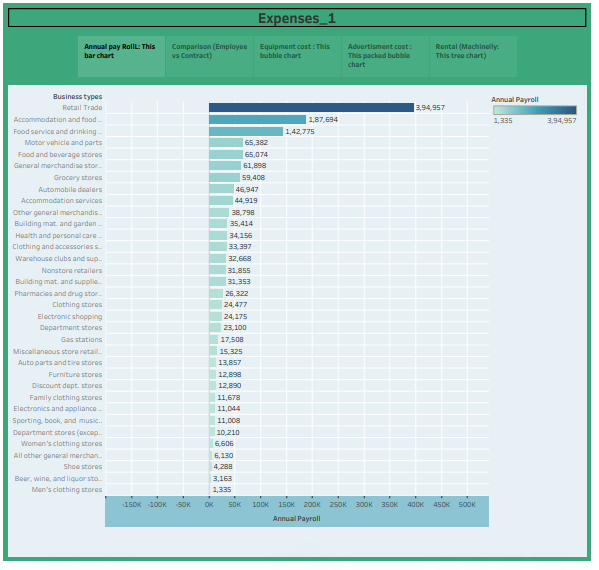 Expenses_1
Annual pay RollL: This
bar chart
Comparison (Employee
vs Contract)
Equipment cost : This
bubble chart
Advertisment cost :
This packed bubble
chart
Rental (Machinelly:
This tree chart)
Business types
Retail Trade 3,94,957
Accommodation and food .. 1,87,694
Food service and drinking .. 1,42,775
Motor vehicle and parts 65,382
Food and beverage stores 65,074
General merchandise stor.. 61,898
Grocery stores 59,408
Automobile dealers 46,947
Accommodation services 44,919
Other general merchandis.. 38,798
Building mat. and garden .. 35,414
Health and personal care .. 34,156
Clothing and accessories s.. 33,397
Warehouse clubs and sup.. 32,668
Nonstore retailers 31,855
Building mat. and supplie.. 31,353
Pharmacies and drug stor.. 26,322
Clothing stores 24,477
Electronic shopping 24,175
Department stores 23,100
Gas stations 17,508
Miscellaneous store retail.. 15,325
Auto parts and tire stores 13,857
Furniture stores 12,898
Discount dept. stores 12,890
Family clothing stores 11,678
Electronics and appliance .. 11,044
Sporting, book, and music.. 11,008
Department stores (excep.. 10,210
Women's clothing stores 6,606
All other general merchan.. 6,130
Shoe stores 4,288
Beer, wine, and liquor sto.. 3,163
Men's clothing stores 1,335
-150K -100K -50K 0K 50K 100K 150K 200K 250K 300K 350K 400K 450K 500K
Annual Payroll
Annual Payroll
1,335 3,94,957